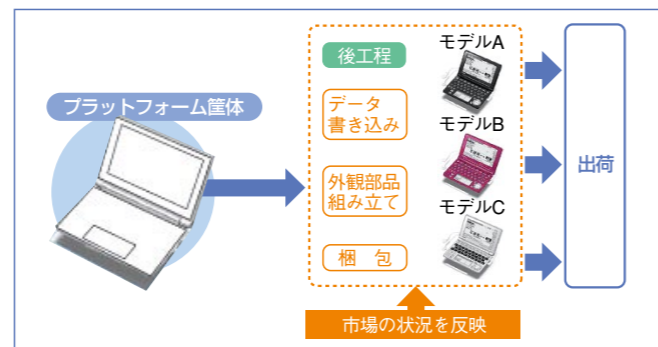 プラットフォーム筐体
後工程
データ
書き込み
外観部品
組み立て
梱　包
モデルA
モデルB
モデルC
出荷
市場の状況を反映